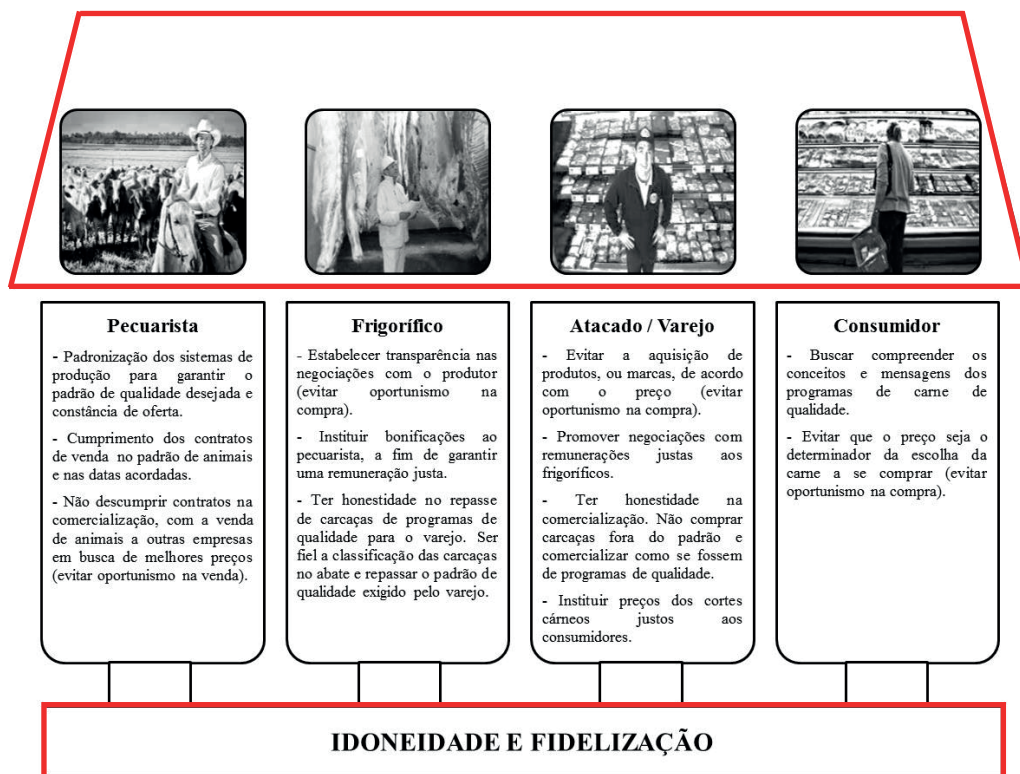 Pecuarista
- Padronização dos sistemas de
produção para garantir o
padrão de qualidade desejada e
constância de oferta.
- Cumprimento dos contratos
de venda no padrão de animais
e nas datas acordadas.
- Não descumprir contratos na
comercialização, com a venda
de animais a outras empresas
em busca de melhores preços
(evitar oportunismo na venda).
Frigorífico
- Estabelecer transparência nas
negociações com o produtor
(evitar oportunismo na
compra).
- Instituir bonificações ao
pecuarista, a fim de garantir
uma remuneração justa.
- Ter honestidade no repasse
de carcaças de programas de
qualidade para o varejo. Ser
fiel a classificação das carcaças
no abate e repassar o padrão de
qualidade exigido pelo varejo.
Atacado / Varejo
- Evitar a aquisição de
produtos, ou marcas, de acordo
com o preço (evitar
oportunismo na compra).
- Promover negociações com
remunerações justas aos
frigoríficos.
- Ter honestidade na
comercialização. Não comprar
carcaças fora do padrão e
comercializar como se fossem
de programas de qualidade.
- Instituir preços dos cortes
cárneos justos aos
consumidores.
Consumidor
- Buscar compreender os
conceitos e mensagens dos
programas de carne de
qualidade.
- Evitar que o preço seja o
determinador da escolha da
carne a se comprar (evitar
oportunismo na compra).
IDONEIDADE E FIDELIZAÇÃO